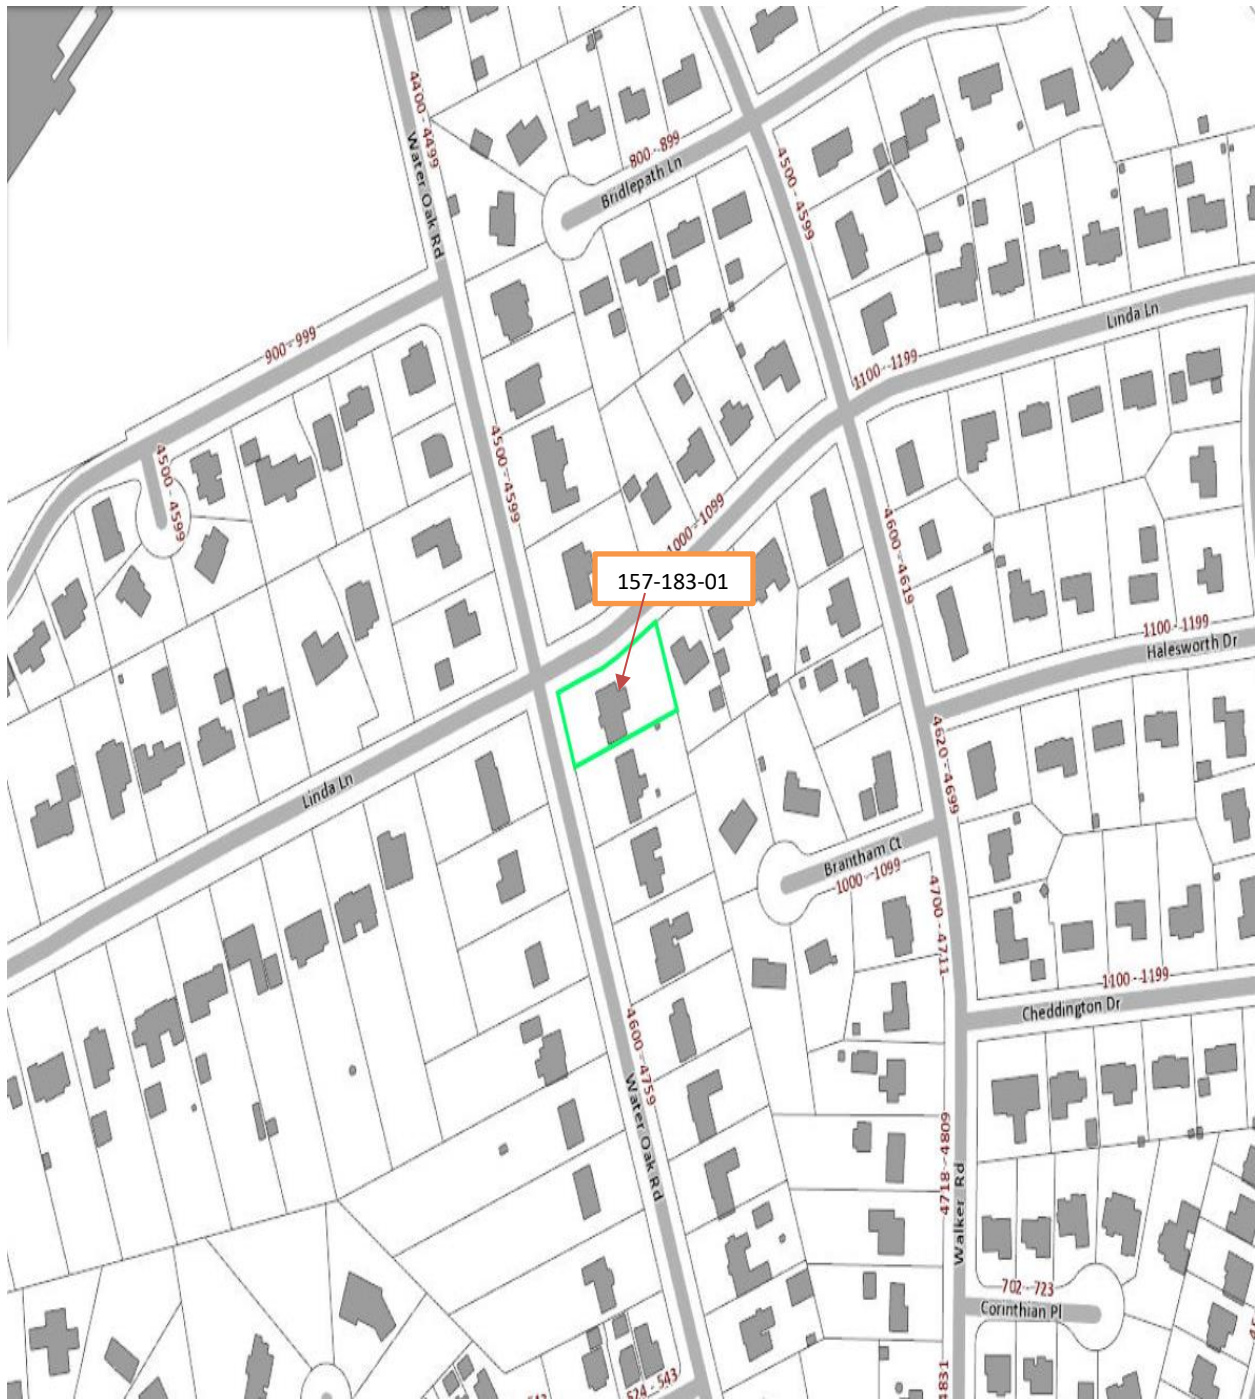 4400 - 4499
Water Oak Rd
800 - 899
Bridlepath Ln
4500 - 4599
900 - 999
Linda Ln
1100 - 1199
4500 - 4599
4500 - 4599
1000 - 1099
157-183-01
4600 - 4619
1100 - 1199
Halesworth Dr
Linda Ln
4620 - 4699
Brantham Ct
1000 - 1099
4700 - 4711
1100 - 1199
Cheddington Dr
4600 - 4759
Water Oak Rd
4718 - 4809
Walker Rd
702 - 723
Corinthian Pl
524 - 543
4831